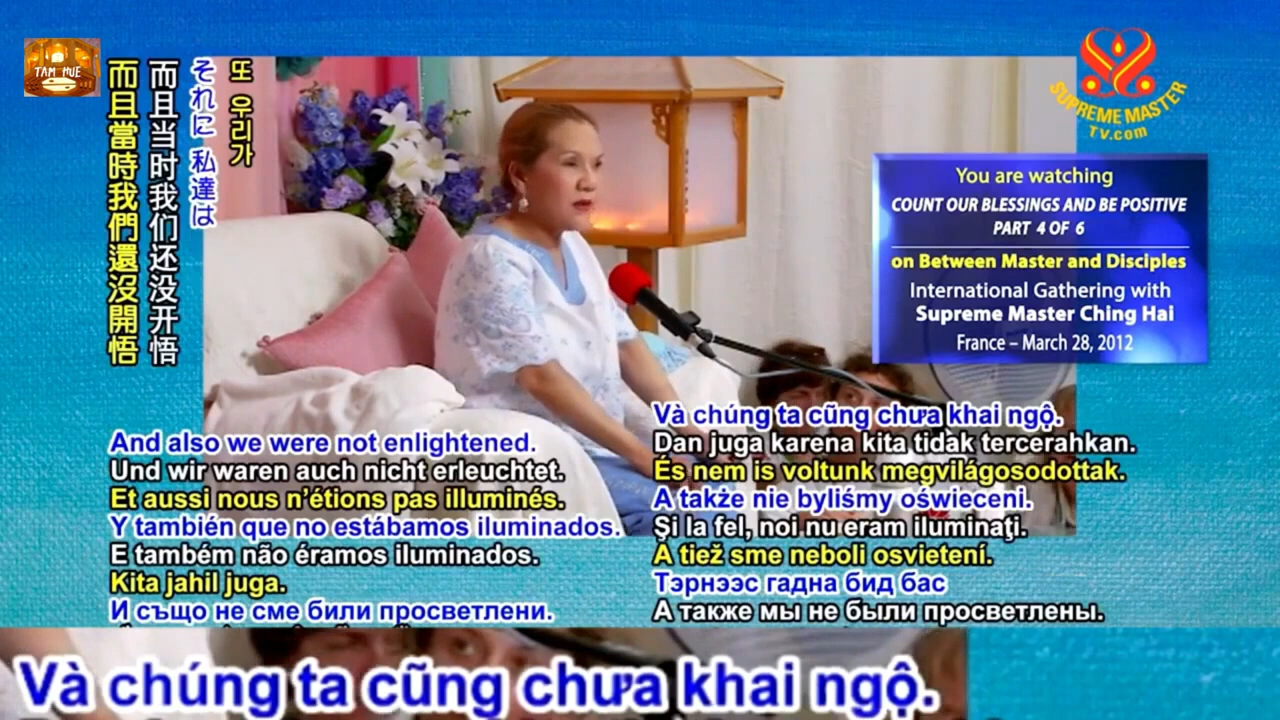 TAM HUE
而且當時我們還沒開悟
而且当时我们还没开悟
それに 私達は
또 우리가
SUPREME MASTER
TV.com
You are watching
COUNT OUR BLESSINGS AND BE POSITIVE
PART 4 OF 6
on Between Master and Disciples
International Gathering with
Supreme Master Ching Hai
France – March 28, 2012
And also we were not enlightened.
Und wir waren auch nicht erleuchtet.
Et aussi nous n'étions pas illuminés.
Y también que no estábamos iluminados.
E também não éramos iluminados.
Kita jahil juga.
И също не сме били просветлени.
Và chúng ta cũng chưa khai ngộ.
Dan juga karena kita tidak tercerahkan.
És nem is voltunk megvilágosodottak.
A także nie byliśmy oświeceni.
Şi la fel, noi nu eram iluminaţi.
A tiež sme neboli osvietení.
Тэрнээс гадна бид бас
А также мы не были просветлены.
Và chúng ta cũng chưa khai ngộ.